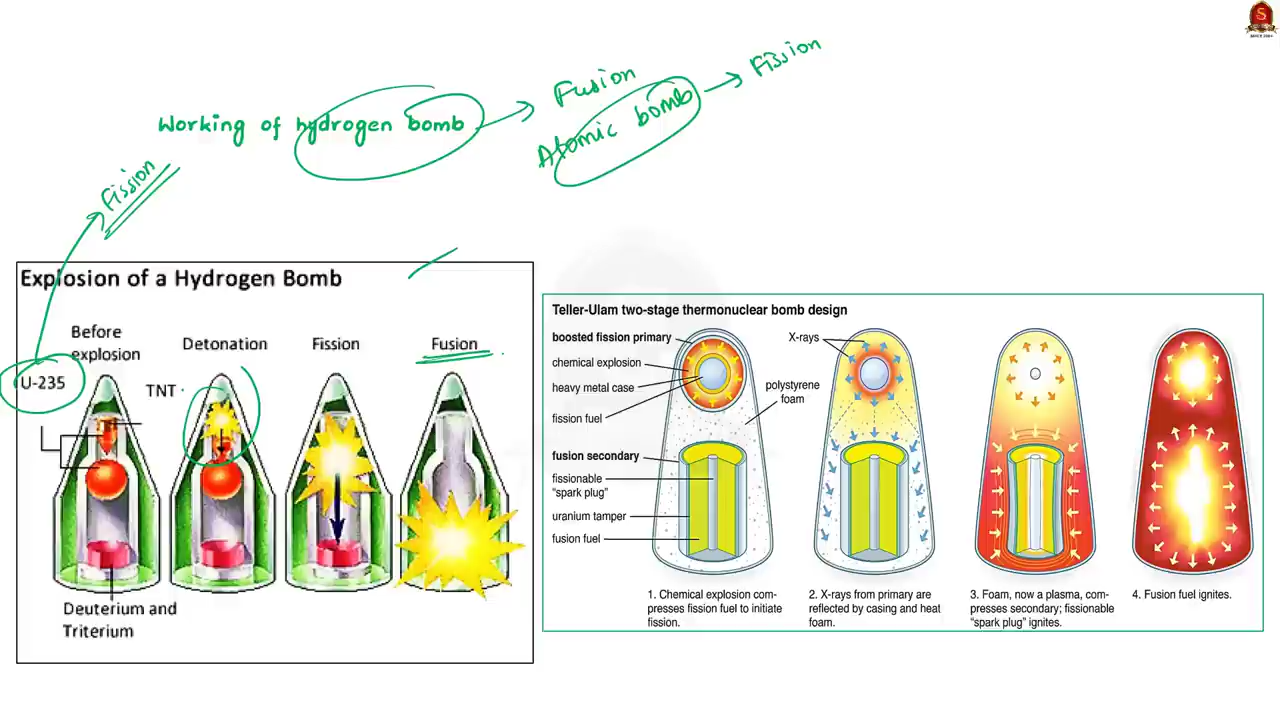 Fission
Fusion
Working of hydrogen bomb
Atomic bomb
Fission
Explosion of a Hydrogen Bomb
Before
explosion
Detonation
Fission
Fusion
U-235
TNT
Deuterium and
Triterium
Teller-Ulam two-stage thermonuclear bomb design
boosted fission primary
chemical explosion
heavy metal case
fission fuel
fusion secondary
fissionable
"spark plug"
uranium tamper
fusion fuel
X-rays
polystyrene
foam
1. Chemical explosion com-
presses fission fuel to initiate
fission.
2. X-rays from primary are
reflected by casing and heat
foam.
3. Foam, now a plasma, com-
presses secondary; fissionable
"spark plug" ignites.
4. Fusion fuel ignites.